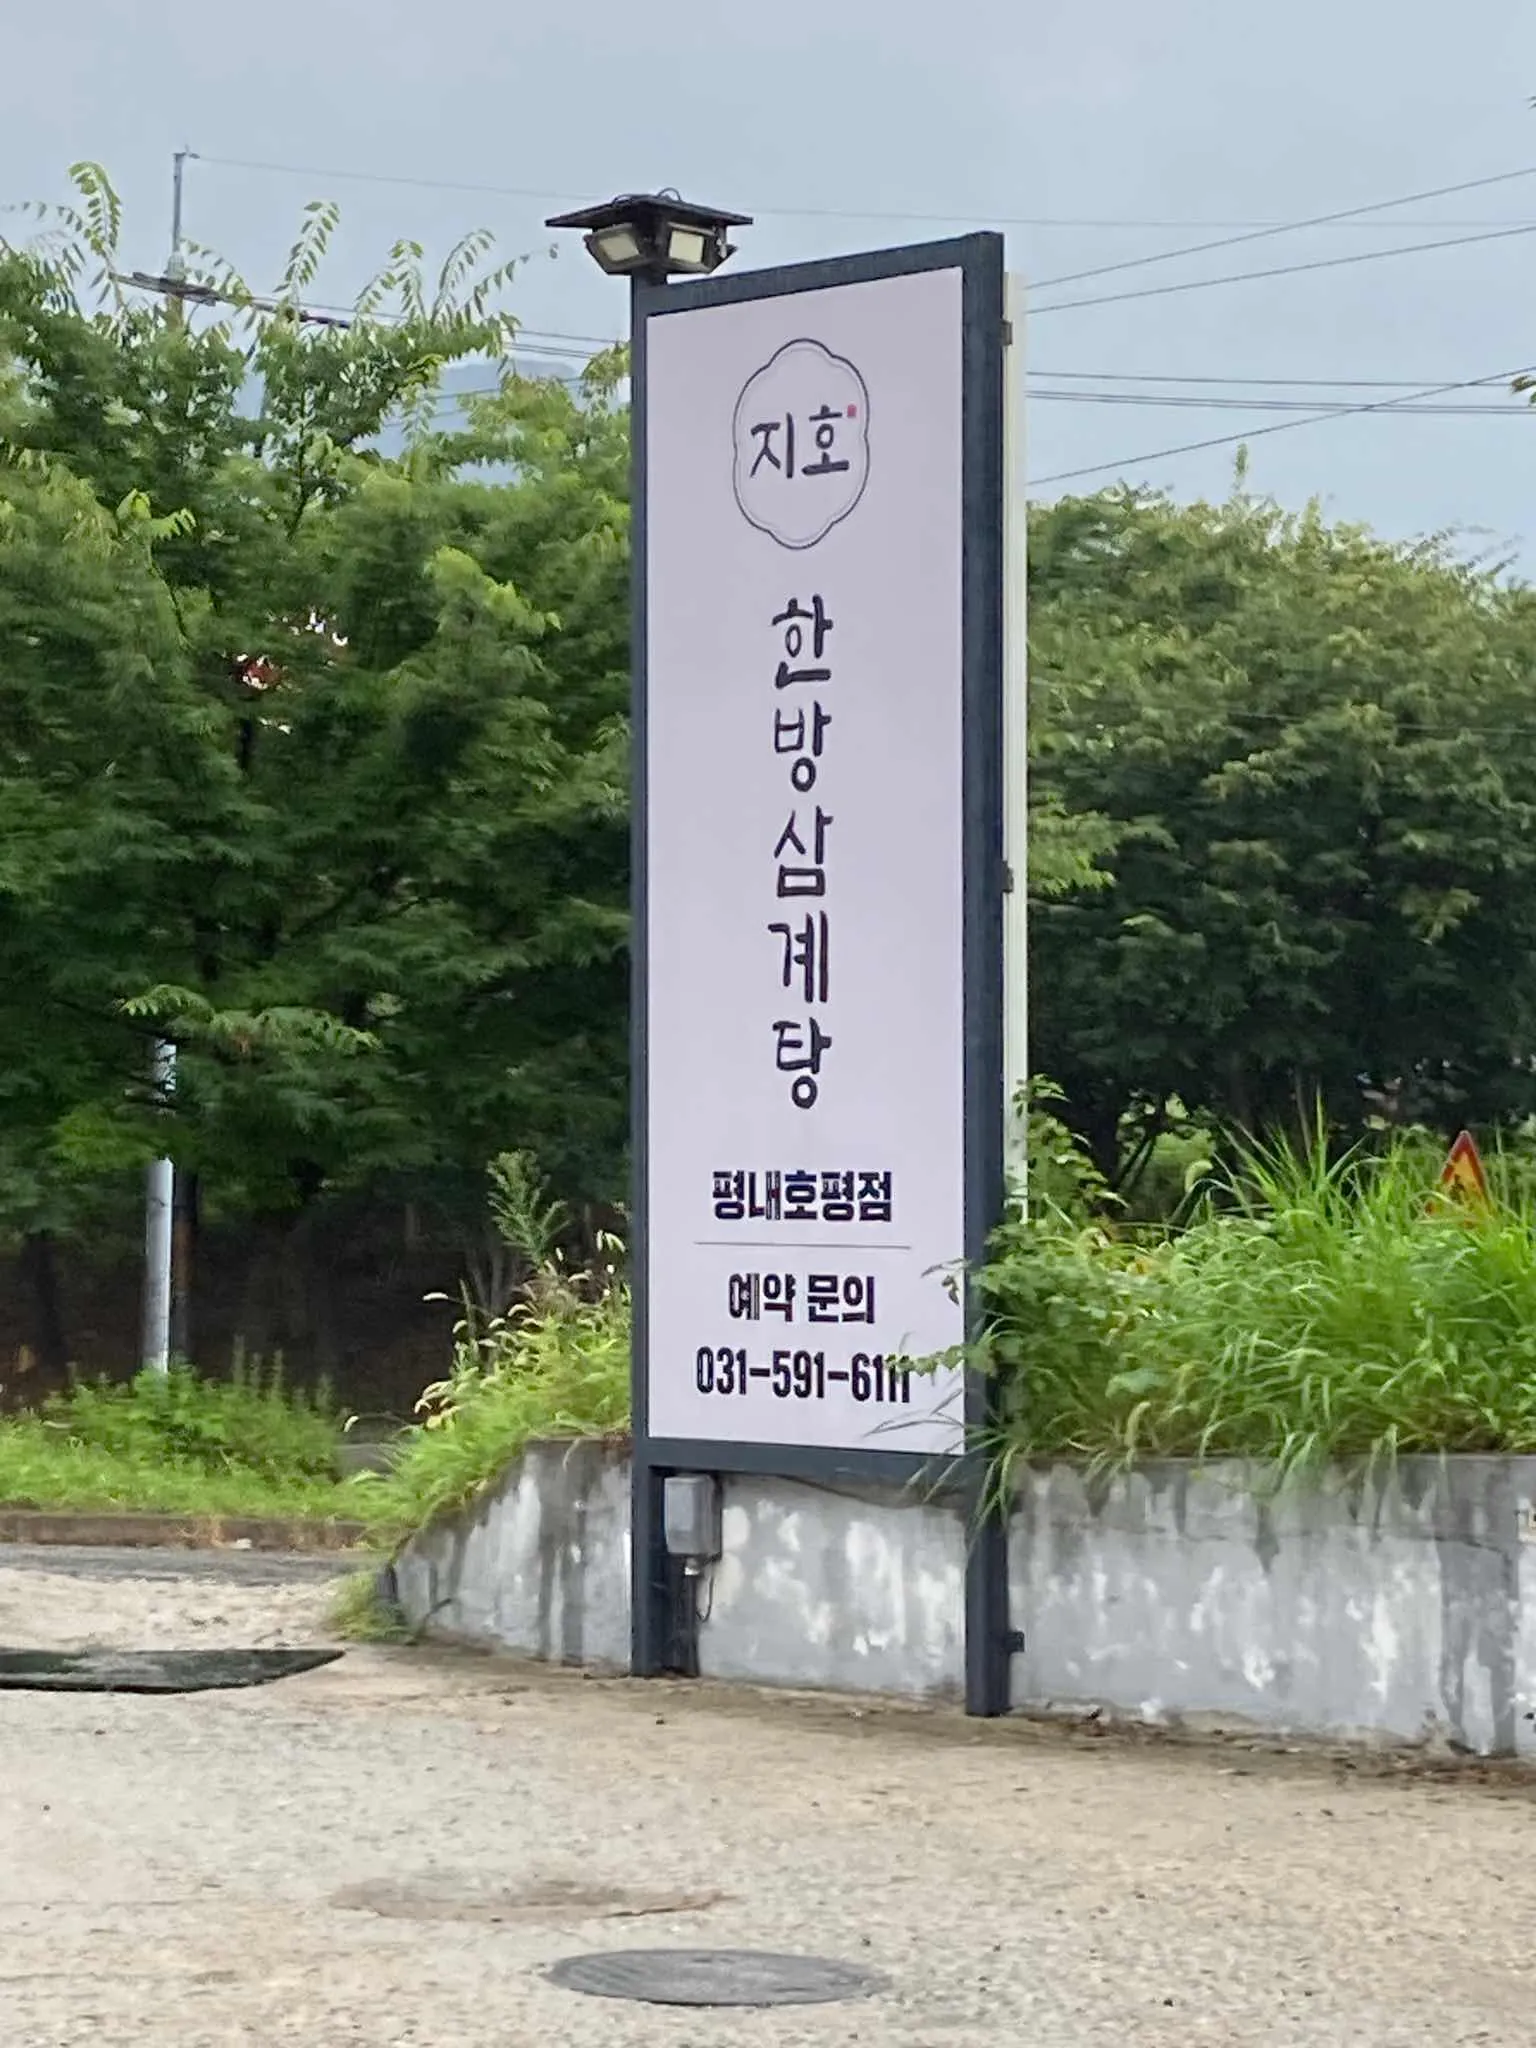 지호
한방삼계탕
평내호평점
예약 문의
031-591-6111